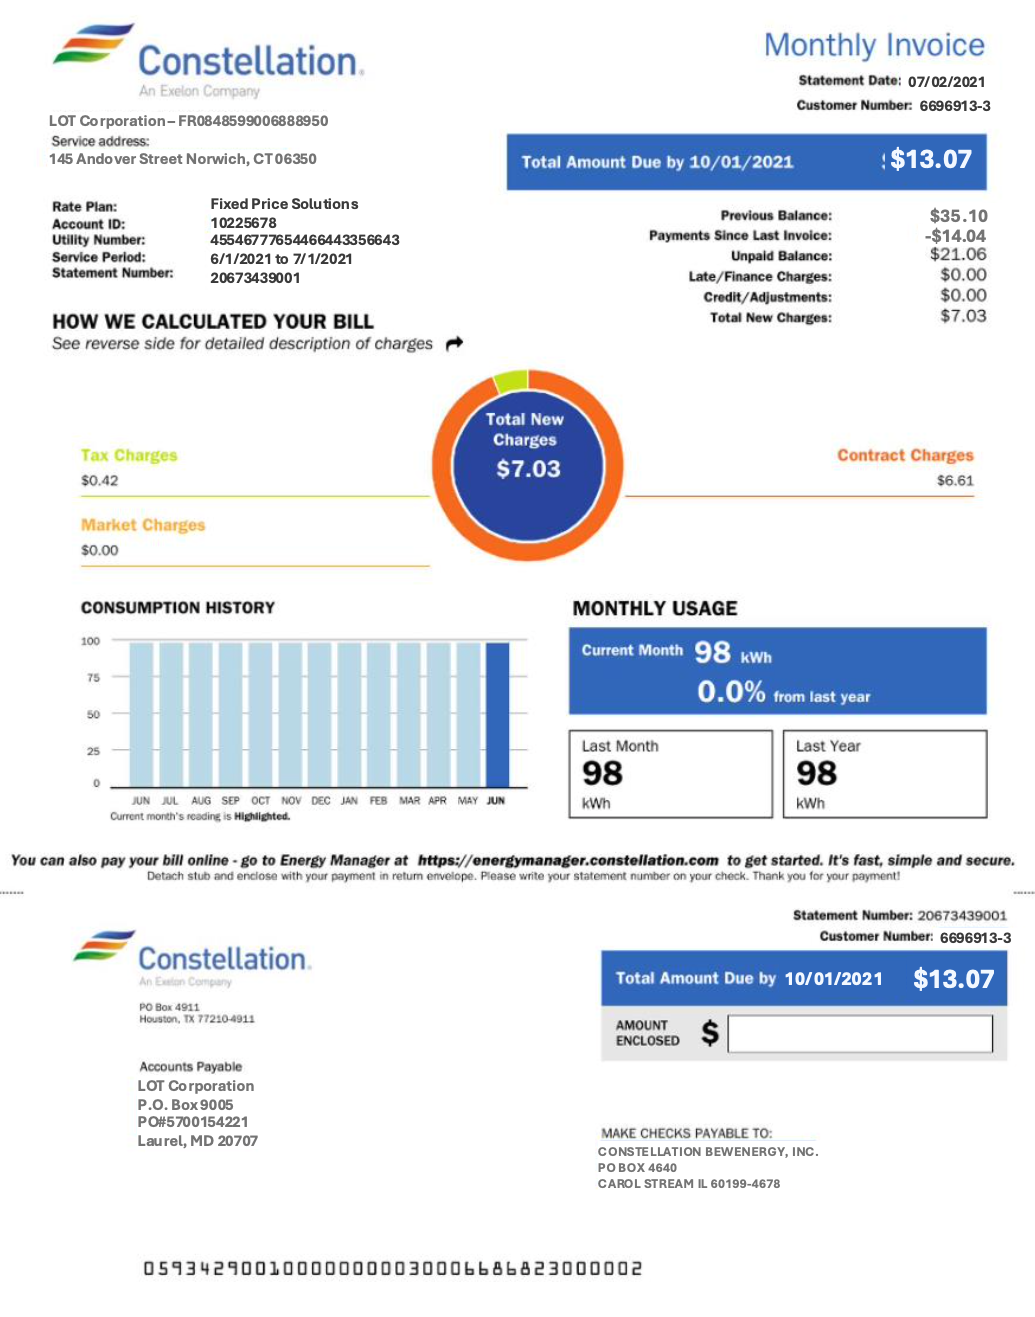 Constellation.
An Exelon Company
Monthly Invoice
Statement Date: 07/02/2021
Customer Number: 6696913-3
LOT Corporation – FR0848599006888950
Service address:
145 Andover Street Norwich, CT 06350
Total Amount Due by 10/01/2021 $13.07
Rate Plan: Fixed Price Solutions
Account ID: 10225678
Utility Number: 45546777654466443356643
Service Period: 6/1/2021 to 7/1/2021
Statement Number: 20673439001
Previous Balance: $35.10
Payments Since Last Invoice: -$14.04
Unpaid Balance: $21.06
Late/Finance Charges: $0.00
Credit/Adjustments: $0.00
Total New Charges: $7.03
HOW WE CALCULATED YOUR BILL
See reverse side for detailed description of charges
Total New
Charges
$7.03
Tax Charges
$0.42
Market Charges
$0.00
Contract Charges
$6.61
CONSUMPTION HISTORY
100
75
50
25
0
JUN JUL AUG SEP OCT NOV DEC JAN FEB MAR APR MAY JUN
Current month's reading is Highlighted.
MONTHLY USAGE
Current Month 98 kWh
0.0% from last year
Last Month
98
kWh
Last Year
98
kWh
You can also pay your bill online - go to Energy Manager at https://energymanager.constellation.com to get started. It's fast, simple and secure.
Detach stub and enclose with your payment in return envelope. Please write your statement number on your check. Thank you for your payment!
Statement Number: 20673439001
Customer Number: 6696913-3
Constellation.
An Exelon Company
PO Box 4911
Houston, TX 77210-4911
Total Amount Due by 10/01/2021 $13.07
AMOUNT
ENCLOSED $
Accounts Payable
LOT Corporation
P.O. Box 9005
PO#5700154221
Laurel, MD 20707
MAKE CHECKS PAYABLE TO:
CONSTELLATION BEWENERGY, INC.
PO BOX 4640
CAROL STREAM IL 60199-4678
059342900100000000030006686823000002